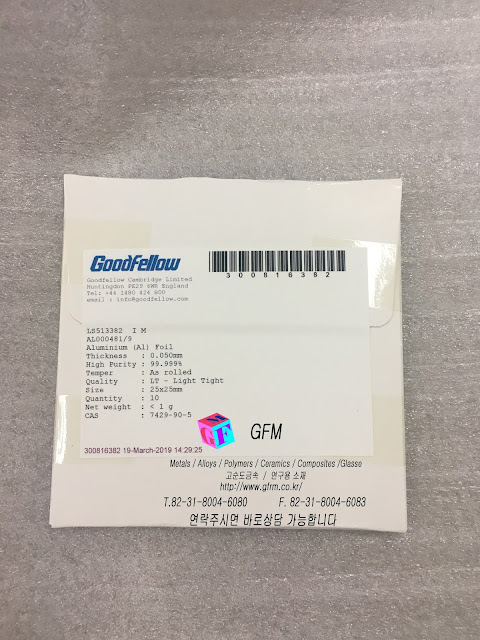 Goodfellow
300816382
Goodfellow Cambridge Limited
Huntingdon PE29 6WR England
Tel: +44 1480 424 800
email : info@goodfellow.com
LS513382 I M
AL000481/9
Aluminium (Al) Foil
Thickness : 0.050mm
High Purity : 99.999%
Temper : As rolled
Quality : LT - Light Tight
Size : 25x25mm
Quantity : 10
Net weight : < 1 g
CAS : 7429-90-5
300816382 19-March-2019 14:29:25
GFM
GFM
Metals / Alloys / Polymers / Ceramics / Composites /Glasse
고순도금속 / 연구용 소재
http://www.gfrm.co.kr/
T.82-31-8004-6080 F. 82-31-8004-6083
연락주시면 바로상담 가능합니다